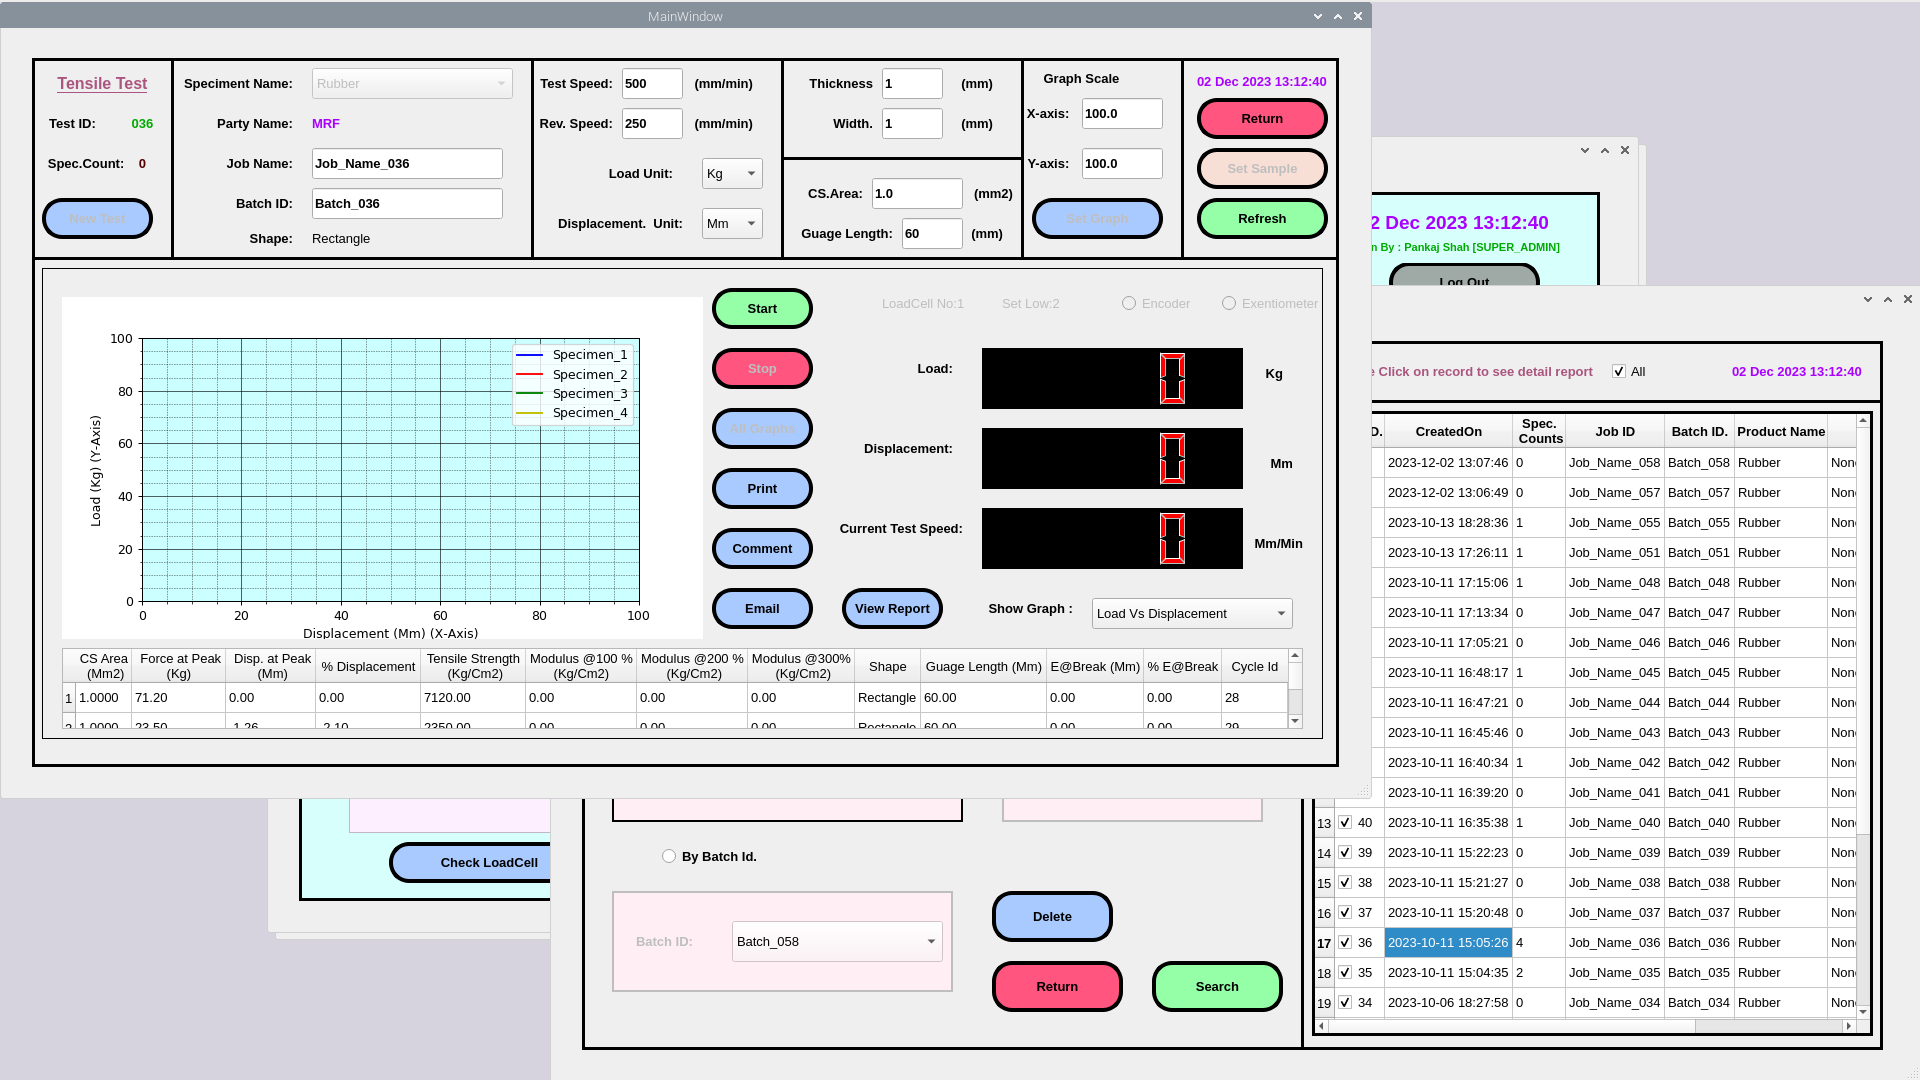 MainWindow
Tensile Test
Test ID: 036
Spec.Count: 0
New Test
Speciment Name: Rubber
Party Name: MRF
Job Name: Job_Name_036
Batch ID: Batch_036
Shape: Rectangle
Test Speed: 500 (mm/min)
Rev. Speed: 250 (mm/min)
Load Unit: Kg
Displacement. Unit: Mm
Thickness 1 (mm)
Width. 1 (mm)
CS.Area: 1.0 (mm2)
Guage Length: 60 (mm)
Graph Scale
X-axis: 100.0
Y-axis: 100.0
Set Graph
02 Dec 2023 13:12:40
Return
Set Sample
Refresh
100
80
60
40
20
0
0 20 40 60 80 100
Load (Kg) (Y-Axis)
Displacement (Mm) (X-Axis)
Specimen_1
Specimen_2
Specimen_3
Specimen_4
Start
Stop
All Graphs
Print
Comment
Email
View Report
LoadCell No:1 Set Low:2 Encoder Exentiometer
Load: 0 Kg
Displacement: 0 Mm
Current Test Speed: 0 Mm/Min
Show Graph : Load Vs Displacement
CS Area (Mm2) Force at Peak (Kg) Disp. at Peak (Mm) % Displacement Tensile Strength (Kg/Cm2) Modulus @100 % (Kg/Cm2) Modulus @200 % (Kg/Cm2) Modulus @300% (Kg/Cm2) Shape Guage Length (Mm) E@Break (Mm) % E@Break Cycle Id
1 1.0000 71.20 0.00 0.00 7120.00 0.00 0.00 0.00 Rectangle 60.00 0.00 0.00 28
2 1.0000 23.50 1.26 2.10 2350.00 0.00 0.00 0.00 Rectangle 60.00 0.00 0.00 29
2 Dec 2023 13:12:40
n By : Pankaj Shah [SUPER_ADMIN]
Log Out
Click on record to see detail report All 02 Dec 2023 13:12:40
D. CreatedOn Spec. Counts Job ID Batch ID. Product Name
2023-12-02 13:07:46 0 Job_Name_058 Batch_058 Rubber Non
2023-12-02 13:06:49 0 Job_Name_057 Batch_057 Rubber Non
2023-10-13 18:28:36 1 Job_Name_055 Batch_055 Rubber Non
2023-10-13 17:26:11 1 Job_Name_051 Batch_051 Rubber Non
2023-10-11 17:15:06 1 Job_Name_048 Batch_048 Rubber Non
2023-10-11 17:13:34 0 Job_Name_047 Batch_047 Rubber Non
2023-10-11 17:05:21 0 Job_Name_046 Batch_046 Rubber Non
2023-10-11 16:48:17 1 Job_Name_045 Batch_045 Rubber Non
2023-10-11 16:47:21 0 Job_Name_044 Batch_044 Rubber Non
2023-10-11 16:45:46 0 Job_Name_043 Batch_043 Rubber Non
2023-10-11 16:40:34 1 Job_Name_042 Batch_042 Rubber Non
2023-10-11 16:39:20 0 Job_Name_041 Batch_041 Rubber Non
13 40 2023-10-11 16:35:38 1 Job_Name_040 Batch_040 Rubber Non
14 39 2023-10-11 15:22:23 0 Job_Name_039 Batch_039 Rubber Non
15 38 2023-10-11 15:21:27 0 Job_Name_038 Batch_038 Rubber Non
16 37 2023-10-11 15:20:48 0 Job_Name_037 Batch_037 Rubber Non
17 36 2023-10-11 15:05:26 4 Job_Name_036 Batch_036 Rubber Non
18 35 2023-10-11 15:04:35 2 Job_Name_035 Batch_035 Rubber Non
19 34 2023-10-06 18:27:58 0 Job_Name_034 Batch_034 Rubber Non
Check LoadCell
By Batch Id.
Batch ID: Batch_058
Delete
Return
Search